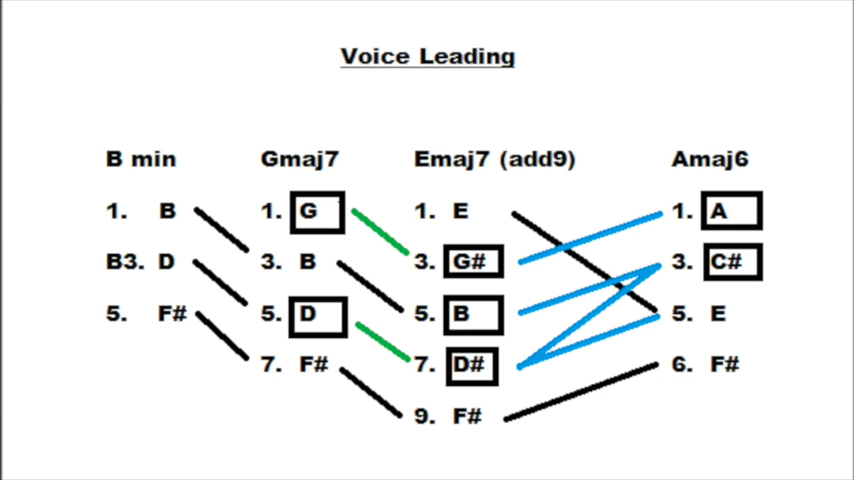 Voice Leading
B min Gmaj7 Emaj7 (add9) Amaj6
1. B 1. G 1. E 1. A
B3. D 3. B 3. G# 3. C#
5. F# 5. D 5. B 5. E
7. F# 7. D# 6. F#
9. F#